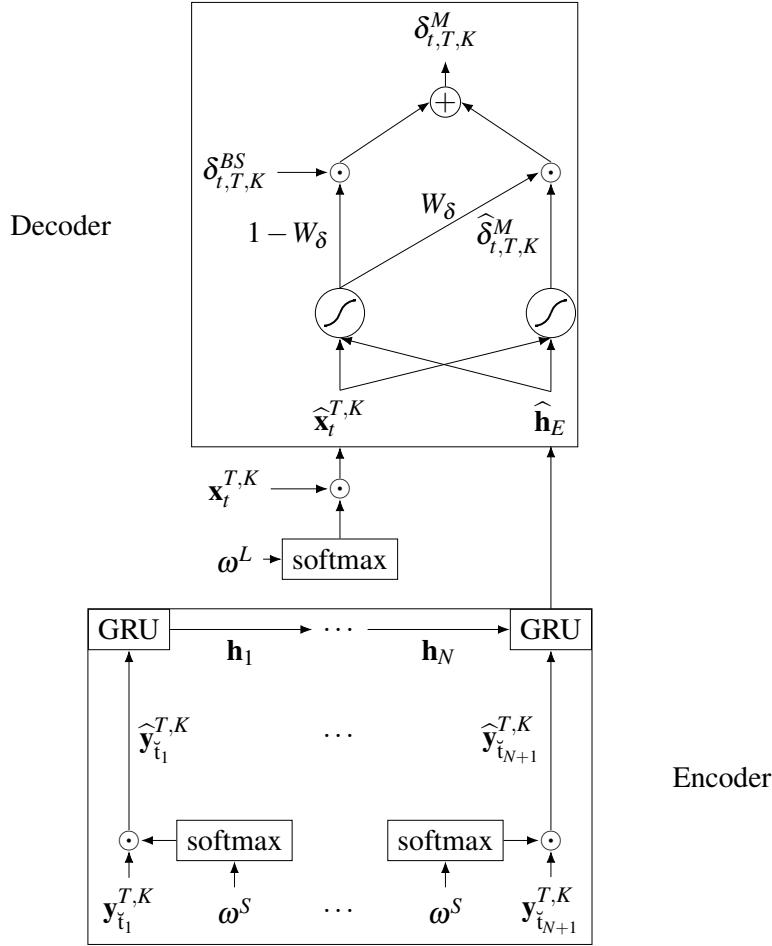 δ^M_{t,T,K}
+
δ^{BS}_{t,T,K}
Decoder
1 − W_δ
W_δ
δ̂^M_{t,T,K}
x̂_t^{T,K}
ĥ_E
x_t^{T,K}
ω^L
softmax
GRU
⋯
GRU
h_1
h_N
ŷ^{T,K}_{ť_1}
⋯
ŷ^{T,K}_{ť_{N+1}}
Encoder
softmax
softmax
y^{T,K}_{ť_1}
ω^S
⋯
ω^S
y^{T,K}_{ť_{N+1}}